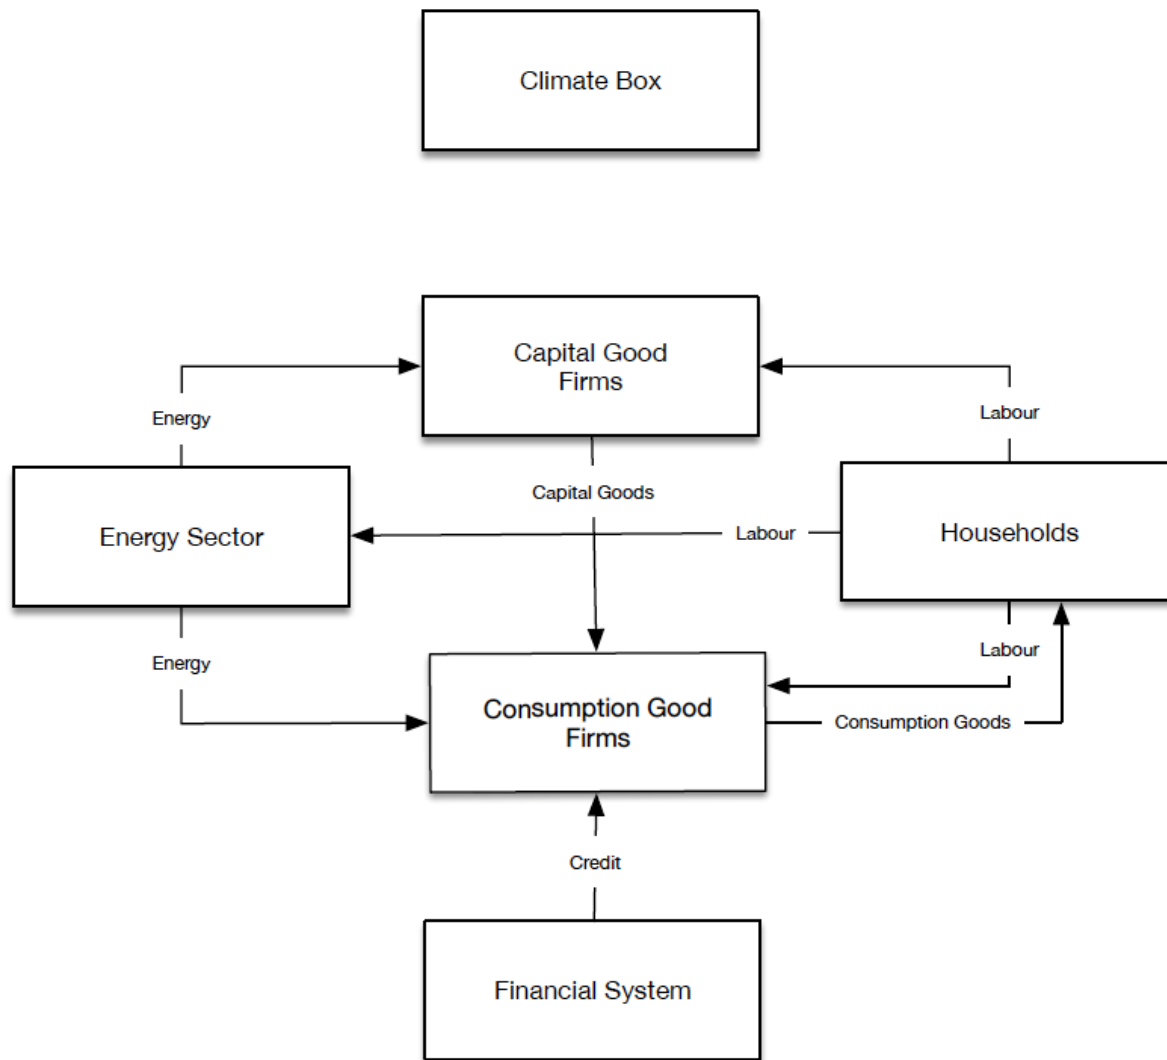 Climate Box
Capital Good
Firms
Energy
Labour
Capital Goods
Energy Sector
Labour
Households
Energy
Labour
Consumption Good
Firms
Consumption Goods
Credit
Financial System